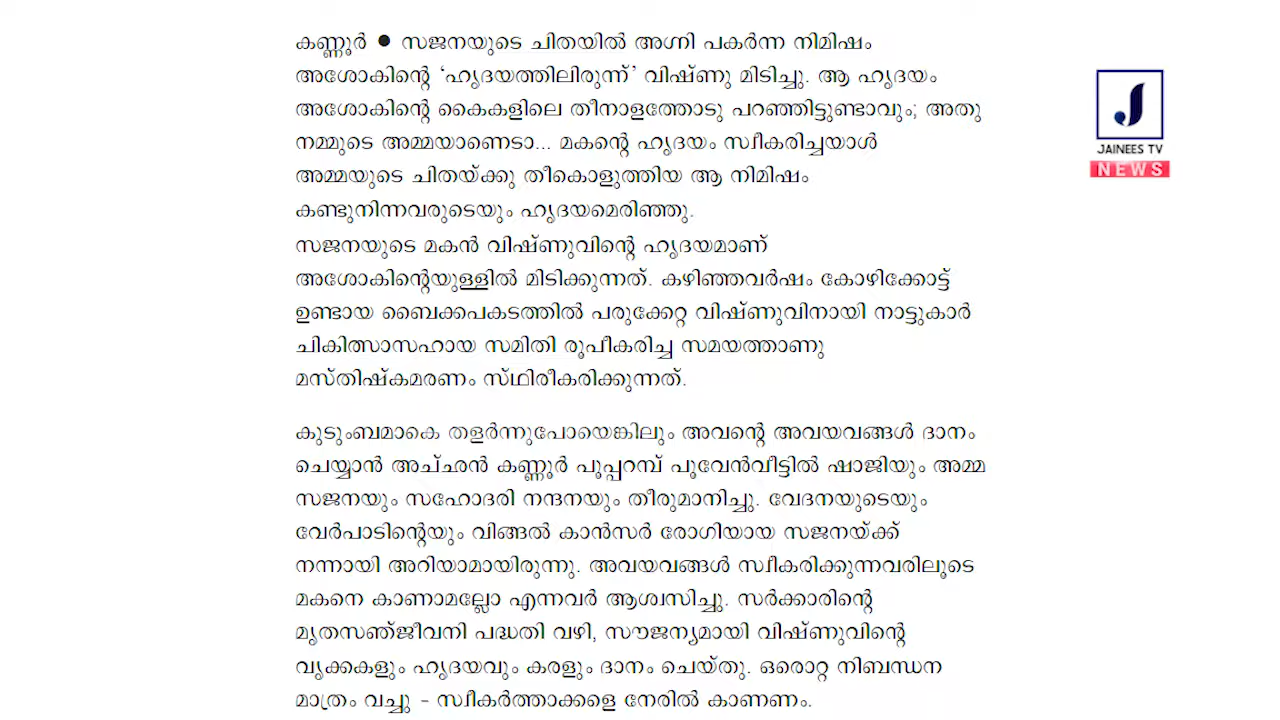 കണ്ണൂർ ● സജനയുടെ ചിതയിൽ അഗ്നി പകർന്ന നിമിഷം
അശോകിന്റെ ‘ഹൃദയത്തിലിരുന്ന്’ വിഷ്ണു മിടിച്ചു. ആ ഹൃദയം
അശോകിന്റെ കൈകളിലെ തീനാളത്തോടു പറഞ്ഞിട്ടുണ്ടാവും; അതു
നമ്മുടെ അമ്മയാണെടാ... മകന്റെ ഹൃദയം സ്വീകരിച്ചയാൾ
അമ്മയുടെ ചിതയ്ക്കു തീകൊളുത്തിയ ആ നിമിഷം
കണ്ടുനിന്നവരുടെയും ഹൃദയമെരിഞ്ഞു.
സജനയുടെ മകൻ വിഷ്ണുവിന്റെ ഹൃദയമാണ്
അശോകിന്റെയുള്ളിൽ മിടിക്കുന്നത്. കഴിഞ്ഞവർഷം കോഴിക്കോട്ട്
ഉണ്ടായ ബൈക്കപകടത്തിൽ പരുക്കേറ്റ വിഷ്ണുവിനായി നാട്ടുകാർ
ചികിത്സാസഹായ സമിതി രൂപീകരിച്ച സമയത്താണു
മസ്തിഷ്കമരണം സ്ഥിരീകരിക്കുന്നത്.
കുടുംബമാകെ തളർന്നുപോയെങ്കിലും അവന്റെ അവയവങ്ങൾ ദാനം
ചെയ്യാൻ അച്ഛൻ കണ്ണൂർ പൂപ്പറമ്പ് പൂവേൻവീട്ടിൽ ഷാജിയും അമ്മ
സജനയും സഹോദരി നന്ദനയും തീരുമാനിച്ചു. വേദനയുടെയും
വേർപാടിന്റെയും വിങ്ങൽ കാൻസർ രോഗിയായ സജനയ്ക്ക്
നന്നായി അറിയാമായിരുന്നു. അവയവങ്ങൾ സ്വീകരിക്കുന്നവരിലൂടെ
മകനെ കാണാമല്ലോ എന്നവർ ആശ്വസിച്ചു. സർക്കാരിന്റെ
മൃതസഞ്ജീവനി പദ്ധതി വഴി, സൗജന്യമായി വിഷ്ണുവിന്റെ
വൃക്കകളും ഹൃദയവും കരളും ദാനം ചെയ്തു. ഒരൊറ്റ നിബന്ധന
മാത്രം വച്ചു – സ്വീകർത്താക്കളെ നേരിൽ കാണണം.
J
JAINEES TV
NEWS